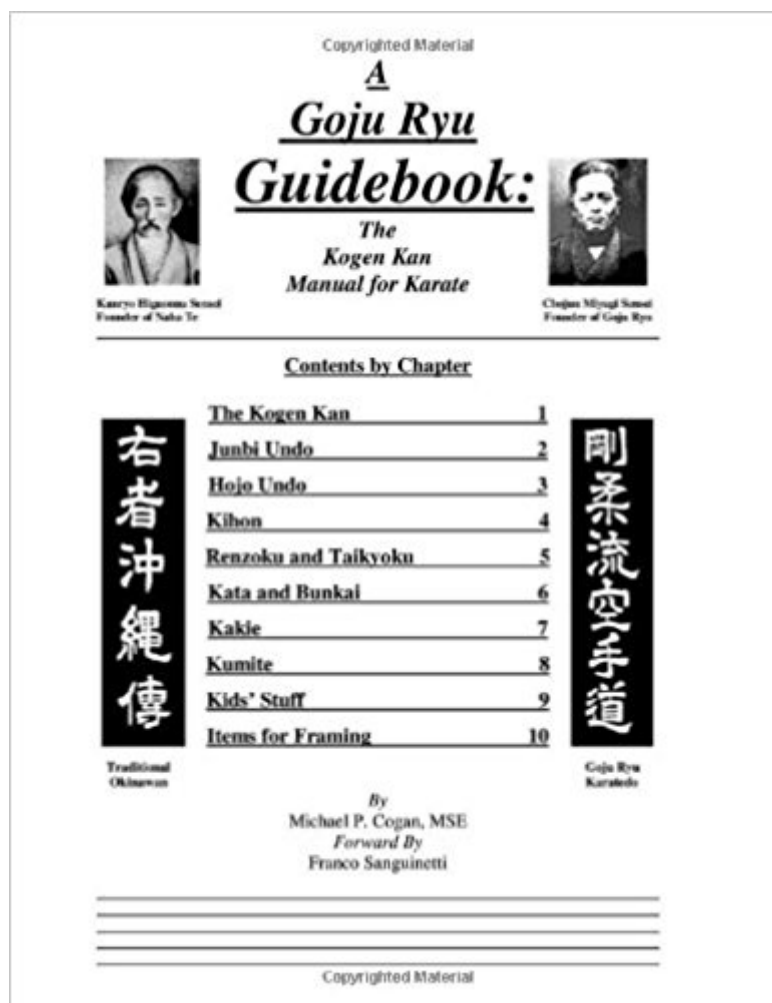 Copyrighted Material
A
Goju Ryu
Guidebook:
The
Kogen Kan
Manual for Karate
Kanryo Higaonna Sensei
Founder of Naha Te
Chojun Miyagi Sensei
Founder of Goju Ryu
Contents by Chapter
The Kogen Kan 1
Junbi Undo 2
Hojo Undo 3
Kihon 4
Renzoku and Taikyoku 5
Kata and Bunkai 6
Kakie 7
Kumite 8
Kids' Stuff 9
Items for Framing 10
右者沖縄傳
Traditional
Okinawan
剛柔流空手道
Goju Ryu
Karatedo
By
Michael P. Cogan, MSE
Forward By
Franco Sanguinetti
Copyrighted Material